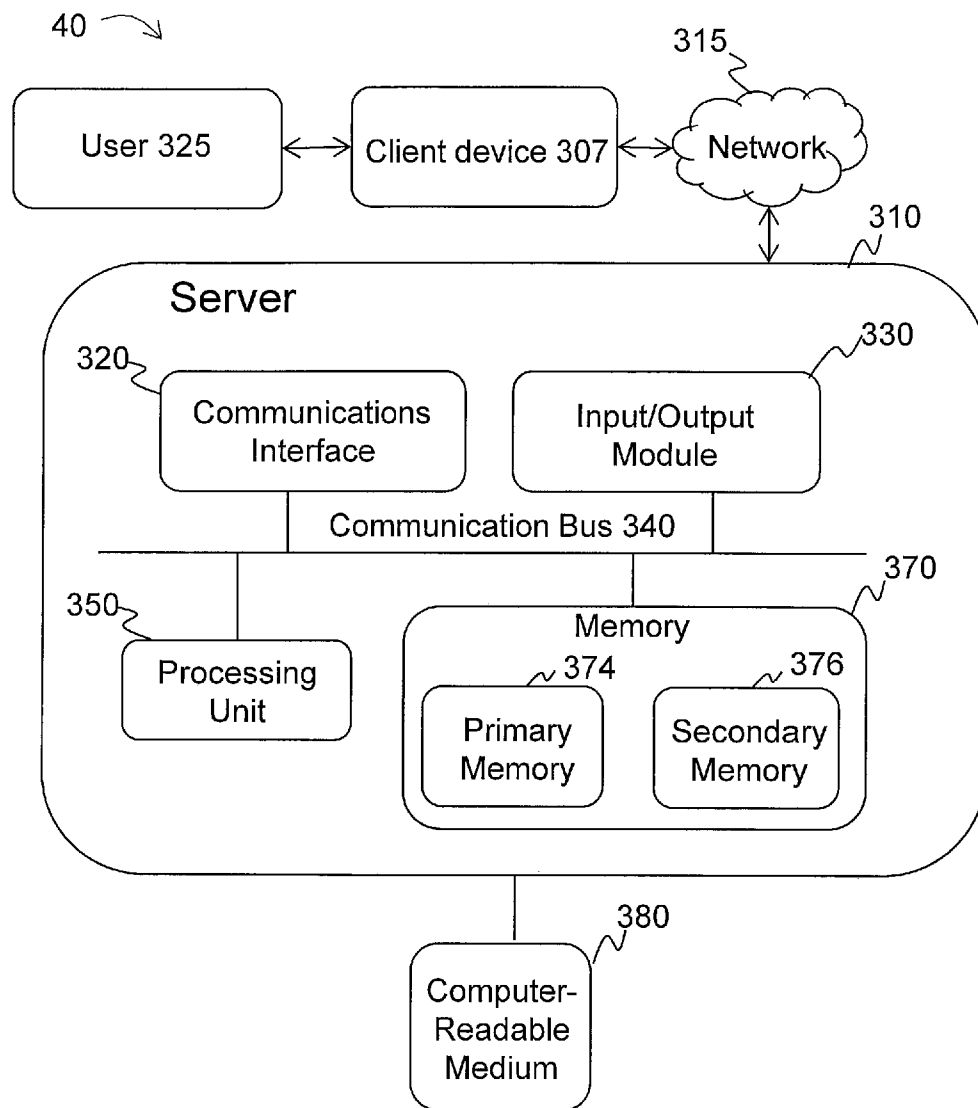 40
315
User 325
Client device 307
Network
310
Server
320
330
Communications
Interface
Input/Output
Module
Communication Bus 340
350
370
Processing
Unit
Memory
374
376
Primary
Memory
Secondary
Memory
380
Computer-
Readable
Medium